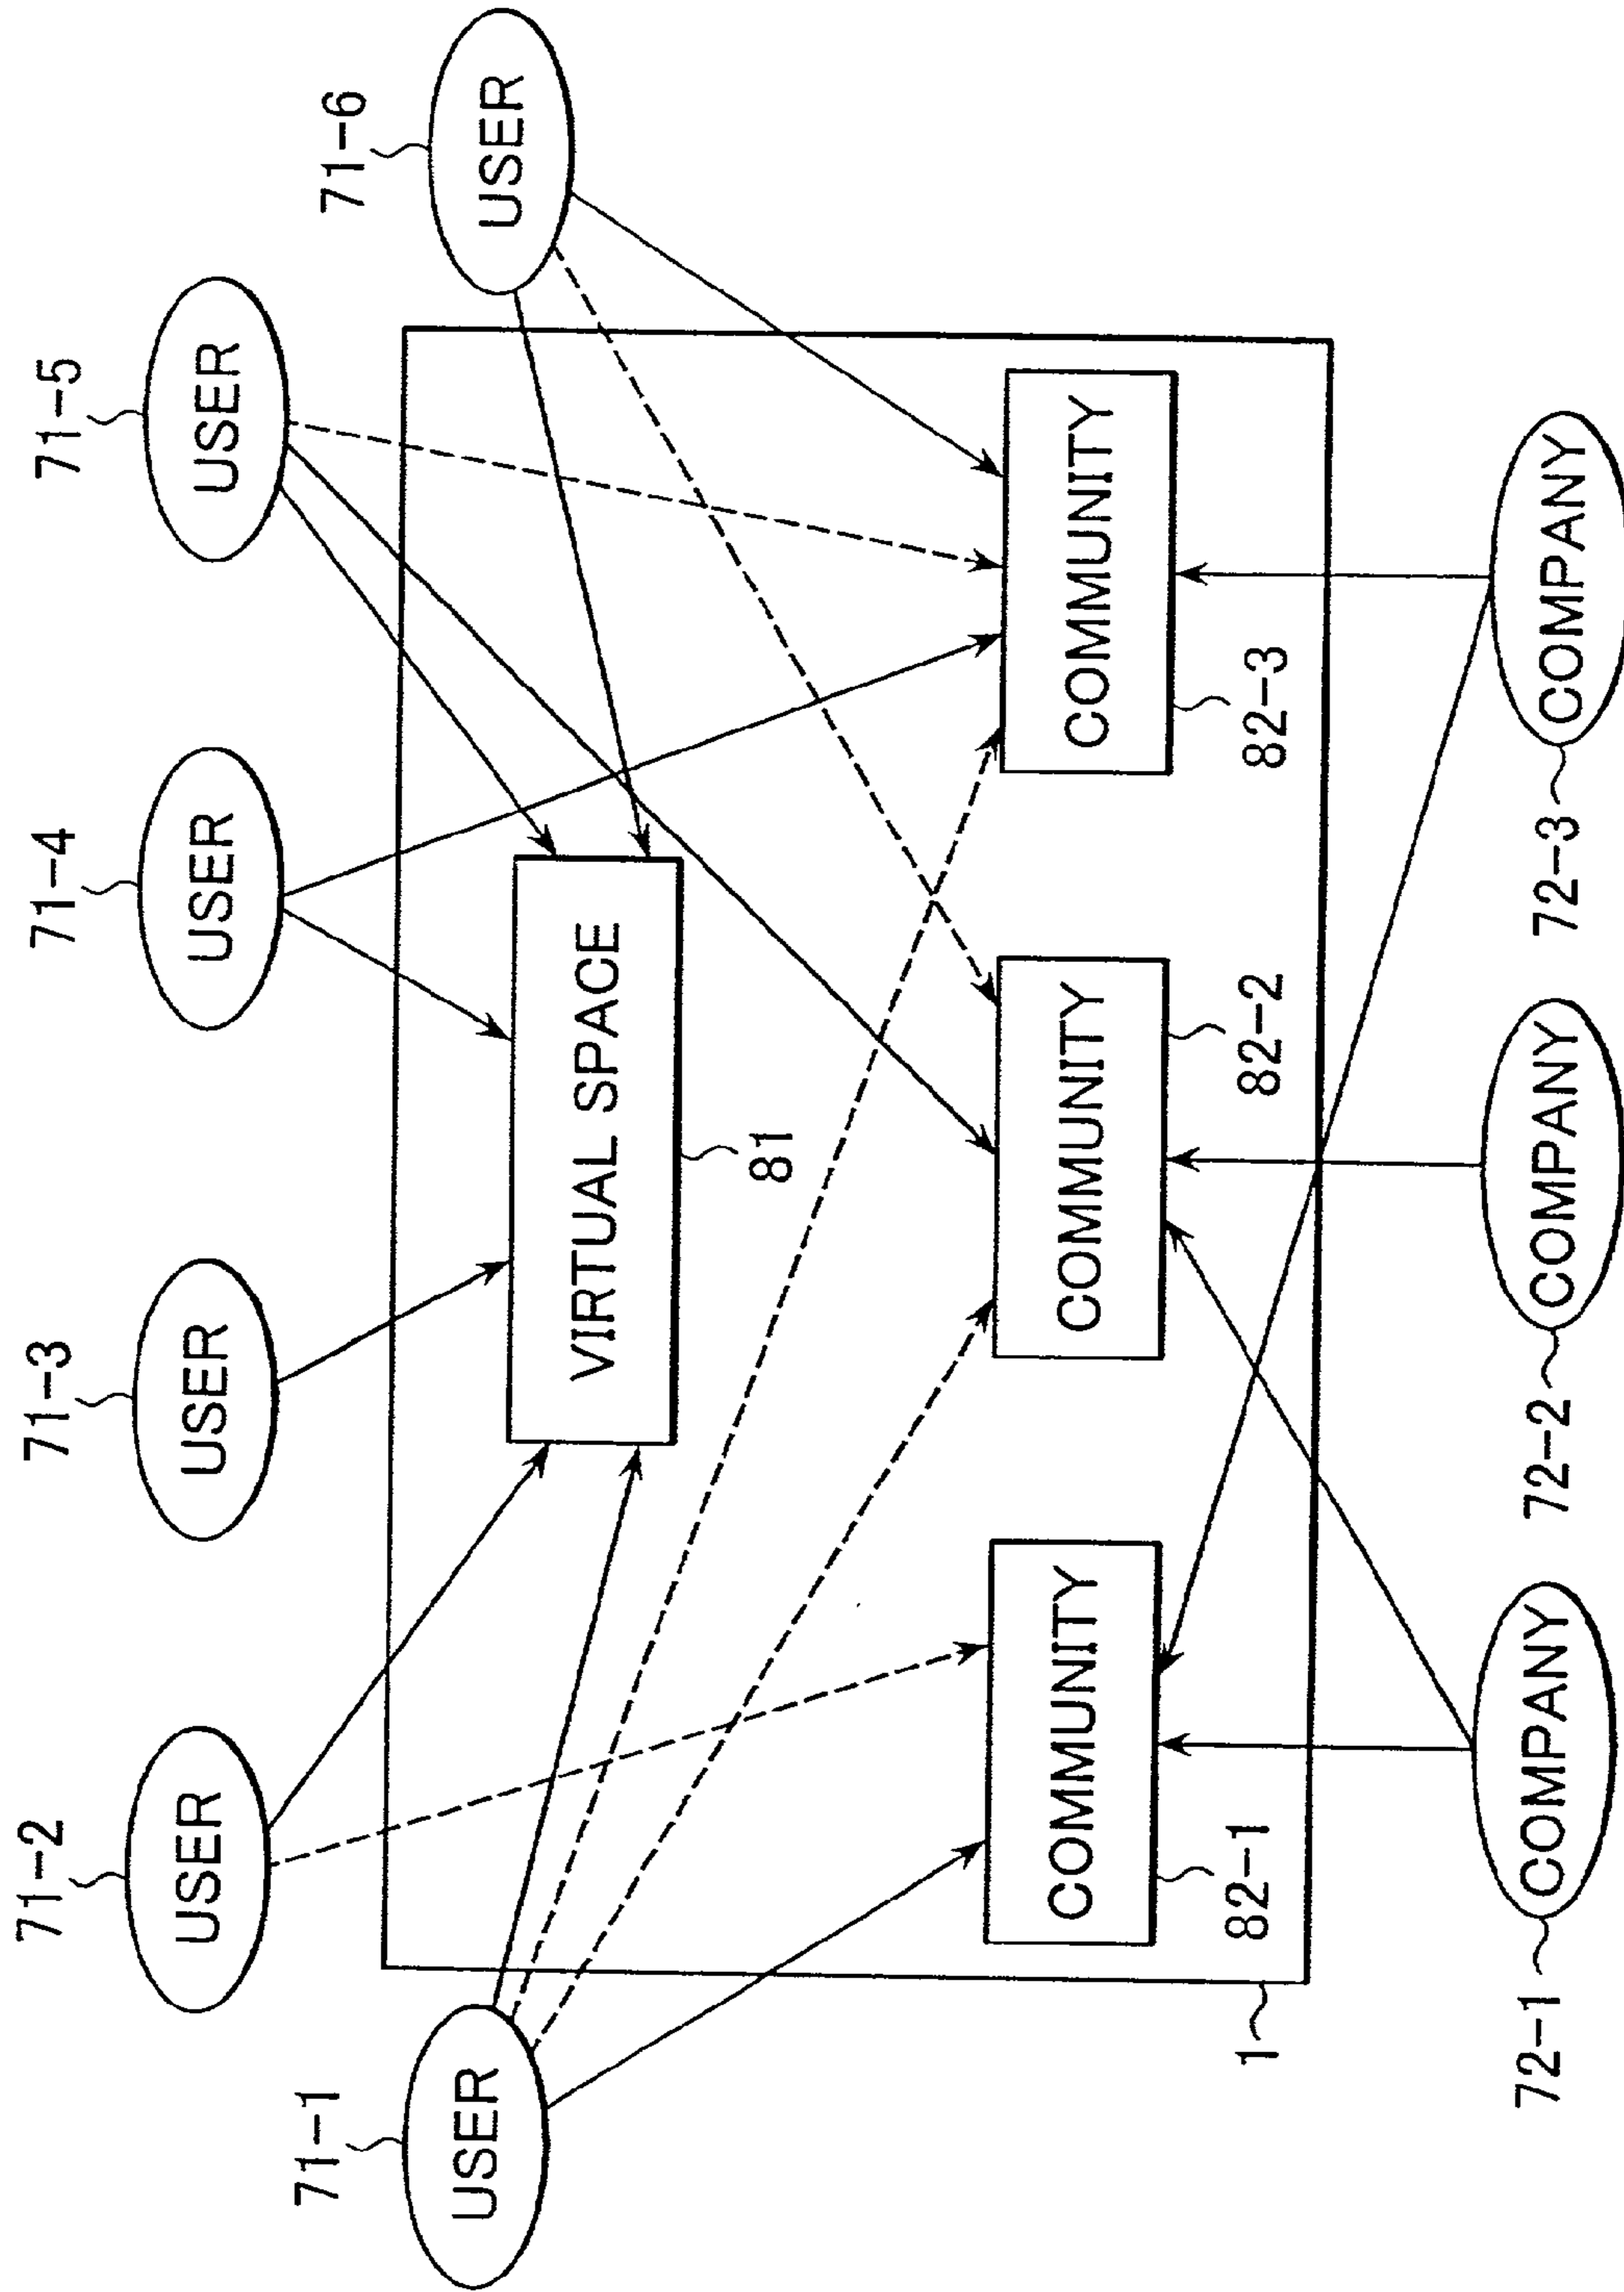 71-1
USER
71-2
USER
71-3
USER
71-4
USER
71-5
USER
71-6
USER
VIRTUAL SPACE
81
COMMUNITY
82-1
COMMUNITY
82-2
COMMUNITY
82-3
1
COMPANY
72-1
COMPANY
72-2
COMPANY
72-3